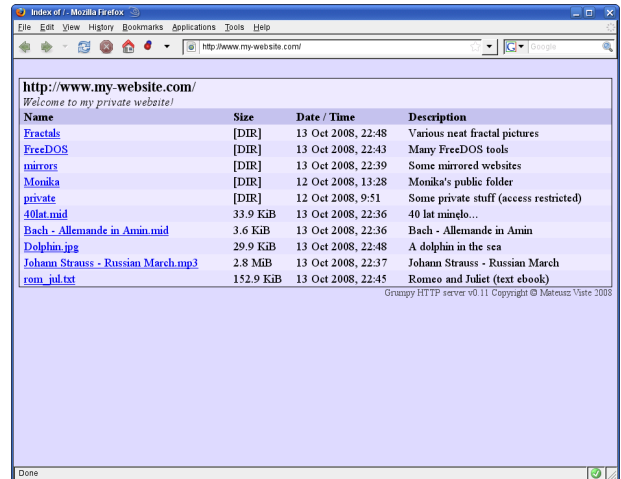 Index of / - Mozilla Firefox
File Edit View History Bookmarks Applications Tools Help
http://www.my-website.com/ Google
http://www.my-website.com/
Welcome to my private website!
Name Size Date / Time Description
Fractals [DIR] 13 Oct 2008, 22:48 Various neat fractal pictures
FreeDOS [DIR] 13 Oct 2008, 22:43 Many FreeDOS tools
mirrors [DIR] 13 Oct 2008, 22:39 Some mirrored websites
Monika [DIR] 12 Oct 2008, 13:28 Monika's public folder
private [DIR] 12 Oct 2008, 9:51 Some private stuff (access restricted)
40lat.mid 33.9 KiB 13 Oct 2008, 22:36 40 lat minęło...
Bach - Allemande in Amin.mid 3.6 KiB 13 Oct 2008, 22:36 Bach - Allemande in Amin
Dolphin.jpg 29.9 KiB 13 Oct 2008, 22:48 A dolphin in the sea
Johann Strauss - Russian March.mp3 2.8 MiB 13 Oct 2008, 22:37 Johann Strauss - Russian March
rom_jul.txt 152.9 KiB 13 Oct 2008, 22:45 Romeo and Juliet (text ebook)
Grumpy HTTP server v0.11 Copyright © Mateusz Viste 2008
Done